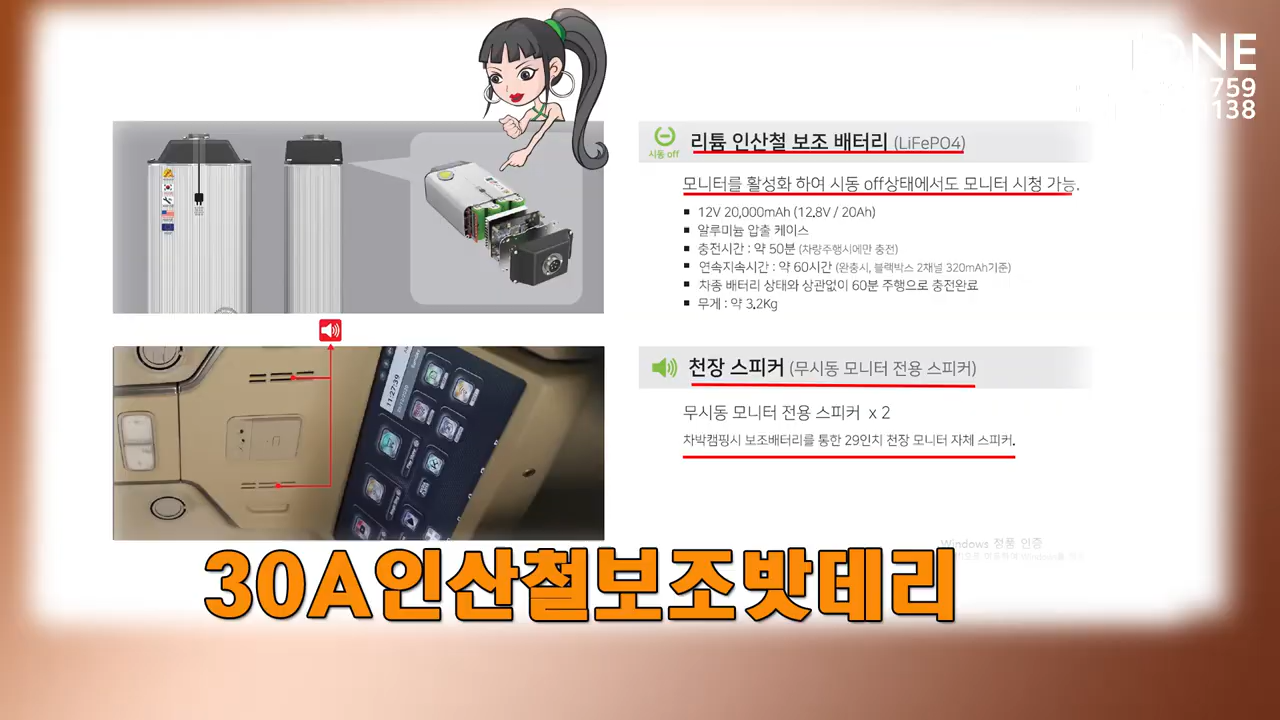 ONE
759
138
시동 off
리튬 인산철 보조 배터리 (LiFePO4)
모니터를 활성화 하여 시동 off상태에서도 모니터 시청 가능.
▪ 12V 20,000mAh (12.8V / 20Ah)
▪ 알루미늄 압출 케이스
▪ 충전시간 : 약 50분 (차량주행시에만 충전)
▪ 연속지속시간 : 약 60시간 (완충시, 블랙박스 2채널 320mAh기준)
▪ 차종 배터리 상태와 상관없이 60분 주행으로 충전완료
▪ 무게 : 약 3.2Kg
11:27:39
천장 스피커 (무시동 모니터 전용 스피커)
무시동 모니터 전용 스피커 x 2
차박캠핑시 보조배터리를 통한 29인치 천장 모니터 자체 스피커.
Windows 정품 인증
30A인산철보조밧데리